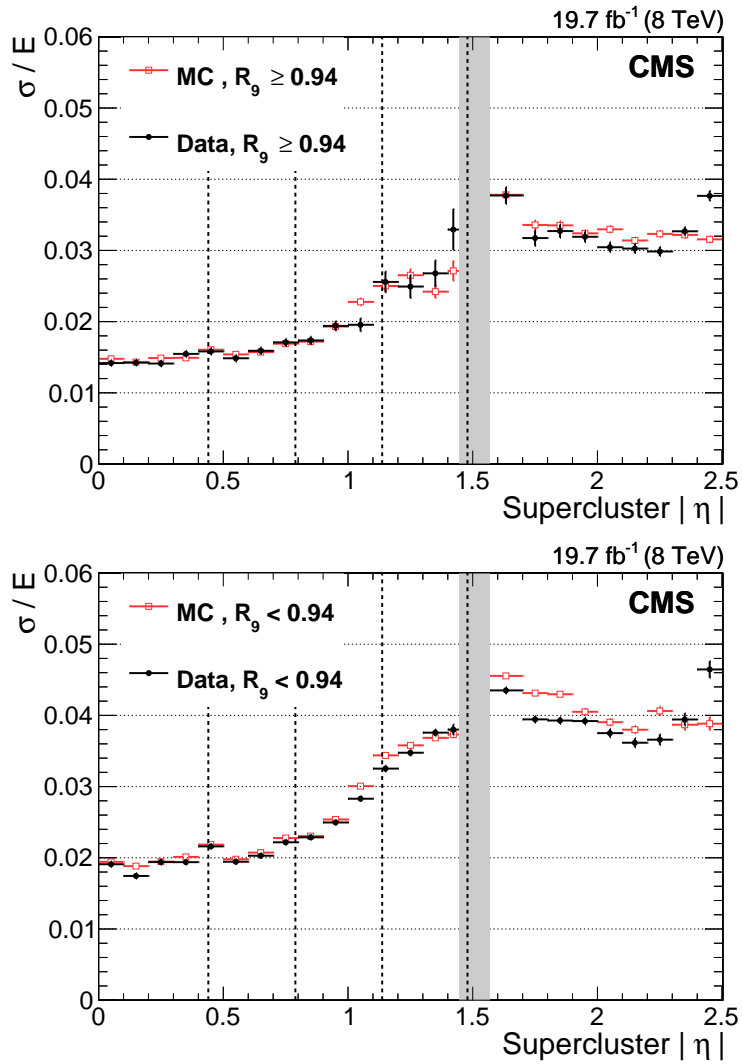 19.7 fb⁻¹ (8 TeV)
σ / E
0.06
0.05
0.04
0.03
0.02
0.01
0
MC , R₉ ≥ 0.94
Data, R₉ ≥ 0.94
CMS
0 0.5 1 1.5 2 2.5
Supercluster | η |
19.7 fb⁻¹ (8 TeV)
σ / E
0.06
0.05
0.04
0.03
0.02
0.01
0
MC , R₉ < 0.94
Data, R₉ < 0.94
CMS
0 0.5 1 1.5 2 2.5
Supercluster | η |